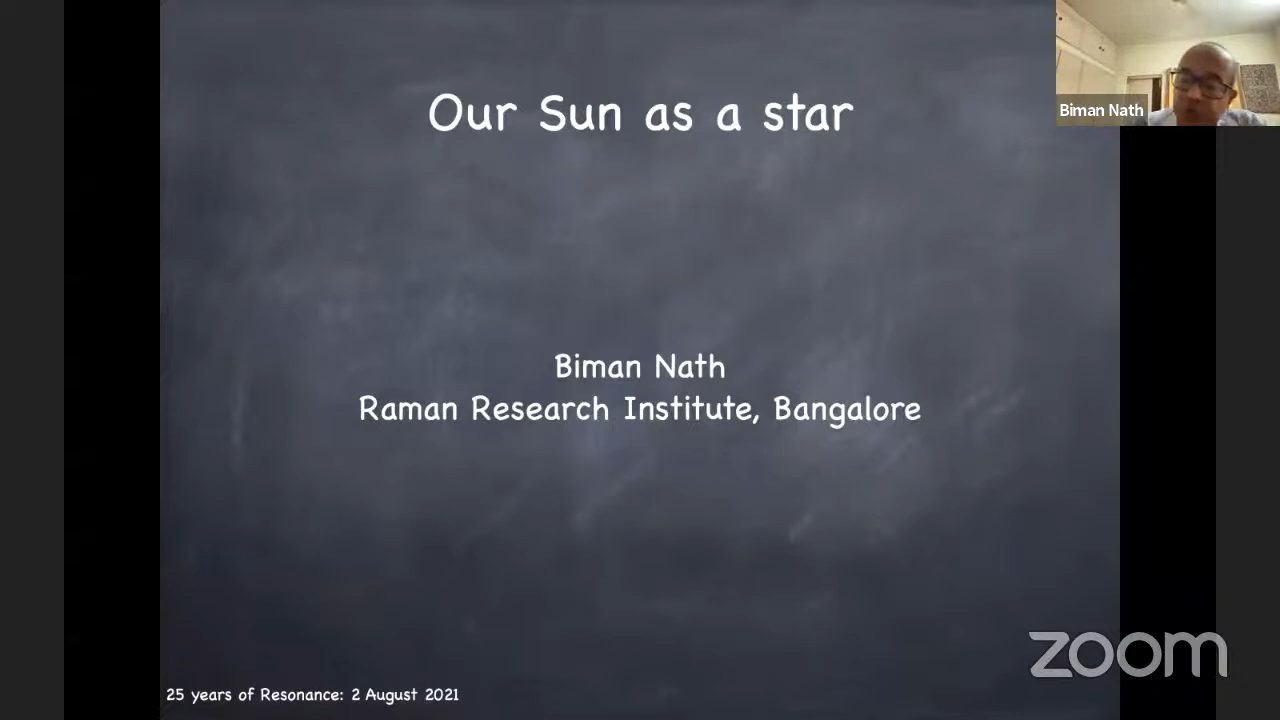 Our Sun as a star
Biman Nath
Biman Nath
Raman Research Institute, Bangalore
25 years of Resonance: 2 August 2021
zoom